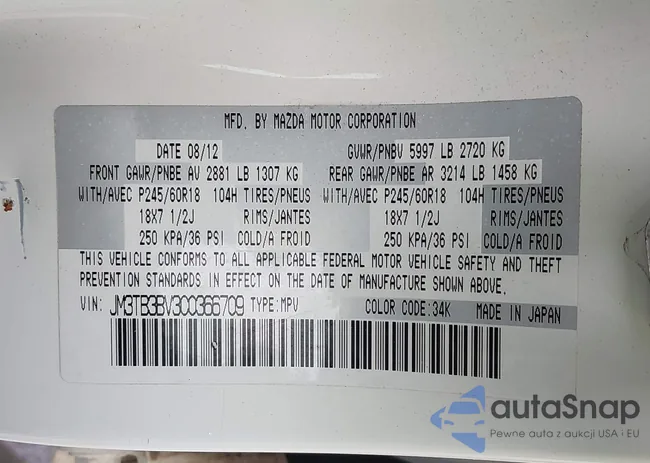 MFD. BY MAZDA MOTOR CORPORATION
DATE 08/12 GVWR/PNBV 5997 LB 2720 KG
FRONT GAWR/PNBE AV 2881 LB 1307 KG REAR GAWR/PNBE AR 3214 LB 1458 KG
WITH/AVEC P245/60R18 104H TIRES/PNEUS WITH/AVEC P245/60R18 104H TIRES/PNEUS
18X7 1/2J RIMS/JANTES 18X7 1/2J RIMS/JANTES
250 KPA/36 PSI COLD/A FROID 250 KPA/36 PSI COLD/A FROID
THIS VEHICLE CONFORMS TO ALL APPLICABLE FEDERAL MOTOR VEHICLE SAFETY AND THEFT
PREVENTION STANDARDS IN EFFECT ON THE DATE OF MANUFACTURE SHOWN ABOVE.
VIN: JM3TB3BV3C0366709 TYPE:MPV COLOR CODE:34K MADE IN JAPAN
autaSnap
Pewne auta z aukcji USA i EU